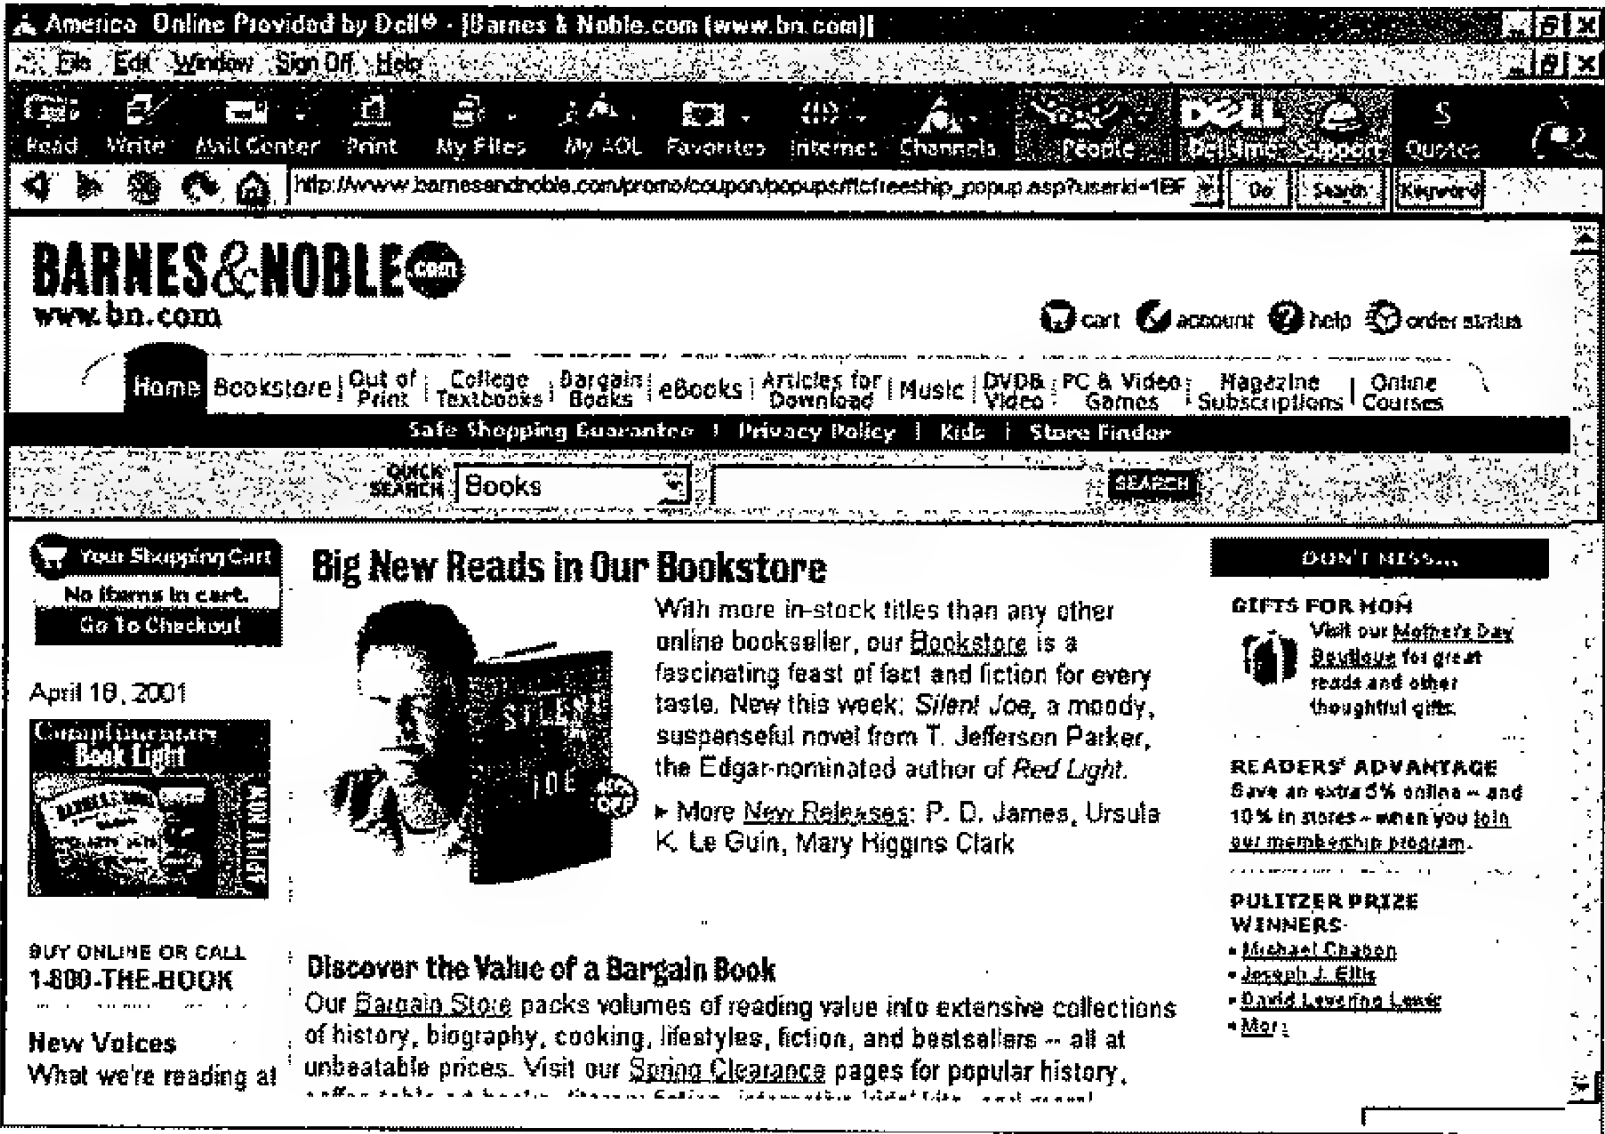 America Online Provided by Dell® - [Barnes & Noble.com (www.bn.com)]
File Edit Window Sign Off Help
Read Write Mail Center Print My Files My AOL Favorites Internet Channels People Quotes
DELL
Support
http://www.barnesandnoble.com/promo/coupon/popups/ Go Search Keyword
BARNES&NOBLE.com
www.bn.com
cart account help order status
Home Bookstore Out of Print College Textbooks Bargain Books eBooks Articles for Download Music DVD& Video PC & Video Games Magazine Subscriptions Online Courses
Safe Shopping Guarantee | Privacy Policy | Kids | Store Finder
QUICK SEARCH Books SEARCH
Your Shopping Cart
No items in cart.
Go To Checkout
April 18, 2001
Complimentary
Book Light
BUY ONLINE OR CALL
1-800-THE-BOOK
New Voices
What we're reading at
Big New Reads in Our Bookstore
SILENT
JOE
OFF
With more in-stock titles than any other
online bookseller, our Bookstore is a
fascinating feast of fact and fiction for every
taste. New this week: Silent Joe, a moody,
suspenseful novel from T. Jefferson Parker,
the Edgar-nominated author of Red Light.
More New Releases: P. D. James, Ursula
K. Le Guin, Mary Higgins Clark
Discover the Value of a Bargain Book
Our Bargain Store packs volumes of reading value into extensive collections
of history, biography, cooking, lifestyles, fiction, and bestsellers -- all at
unbeatable prices. Visit our Spring Clearance pages for popular history,
DON'T MISS...
GIFTS FOR MOM
Visit our Mother's Day
Boutique for great
reads and other
thoughtful gifts.
READERS' ADVANTAGE
Save an extra 5% online -- and
10% in stores -- when you join
our membership program.
PULITZER PRIZE
WINNERS
• Michael Chabon
• Joseph J. Ellis
• David Levering Lewis
• More